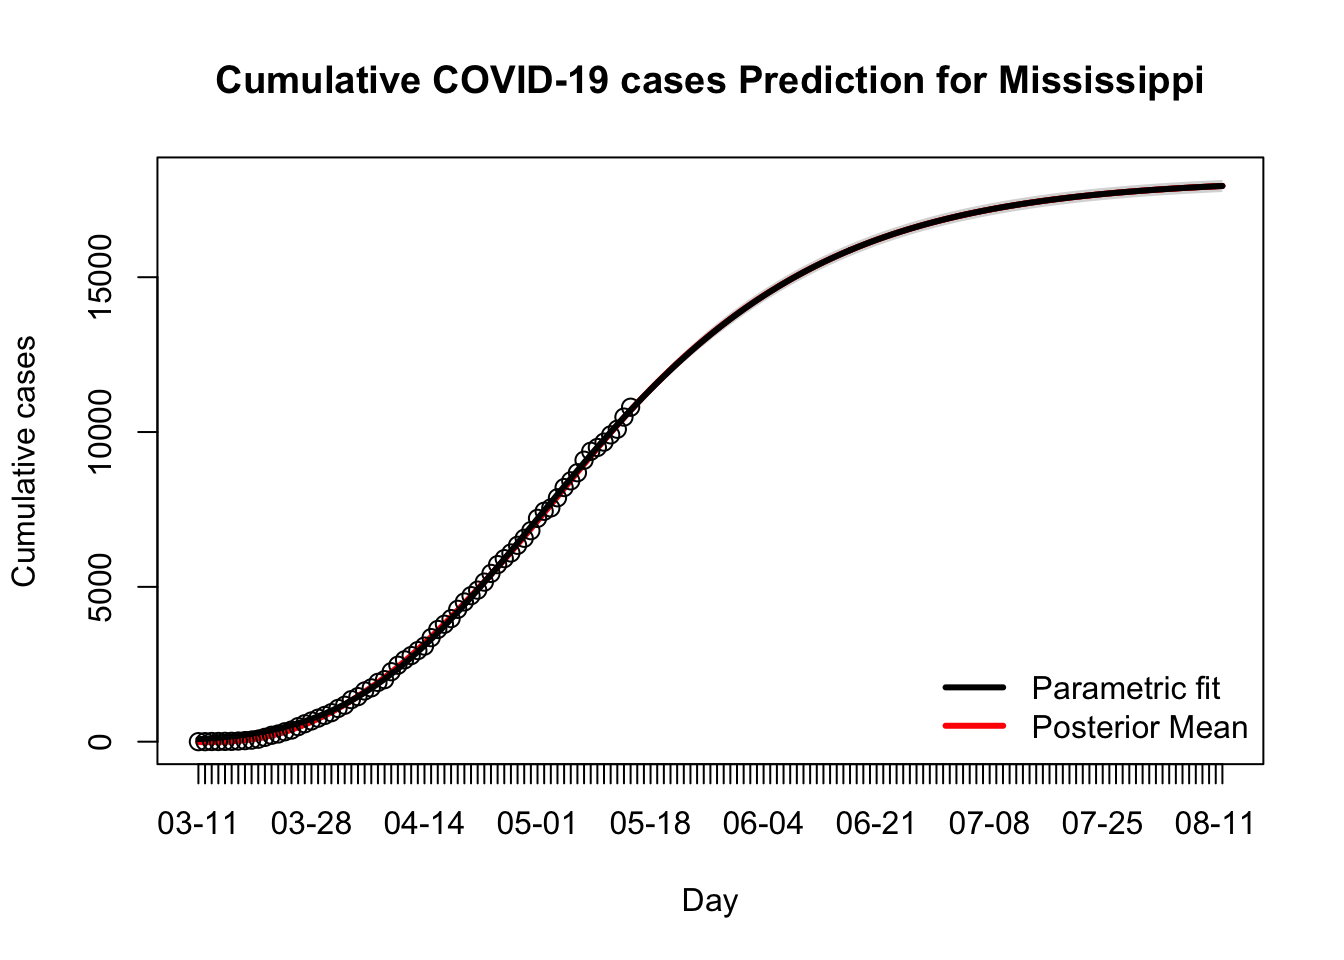 Cumulative COVID-19 cases Prediction for Mississippi
Cumulative cases
15000
10000
5000
0
Parametric fit
Posterior Mean
03-11 03-28 04-14 05-01 05-18 06-04 06-21 07-08 07-25 08-11
Day